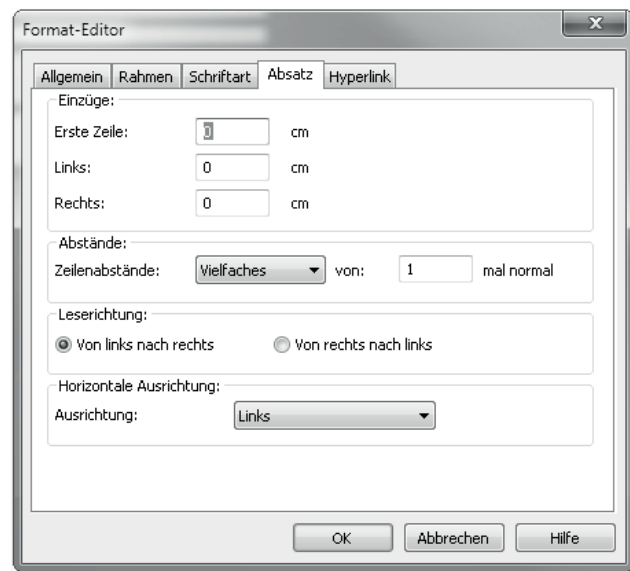 Format-Editor
Allgemein Rahmen Schriftart Absatz Hyperlink
Einzüge:
Erste Zeile: 0 cm
Links: 0 cm
Rechts: 0 cm
Abstände:
Zeilenabstände: Vielfaches von: 1 mal normal
Leserichtung:
Von links nach rechts Von rechts nach links
Horizontale Ausrichtung:
Ausrichtung: Links
OK Abbrechen Hilfe